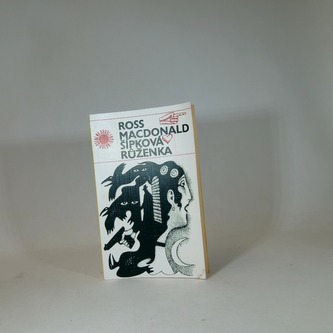 ROSS
MACDONALD
ŠÍPKOVÁ
RŮŽENKA